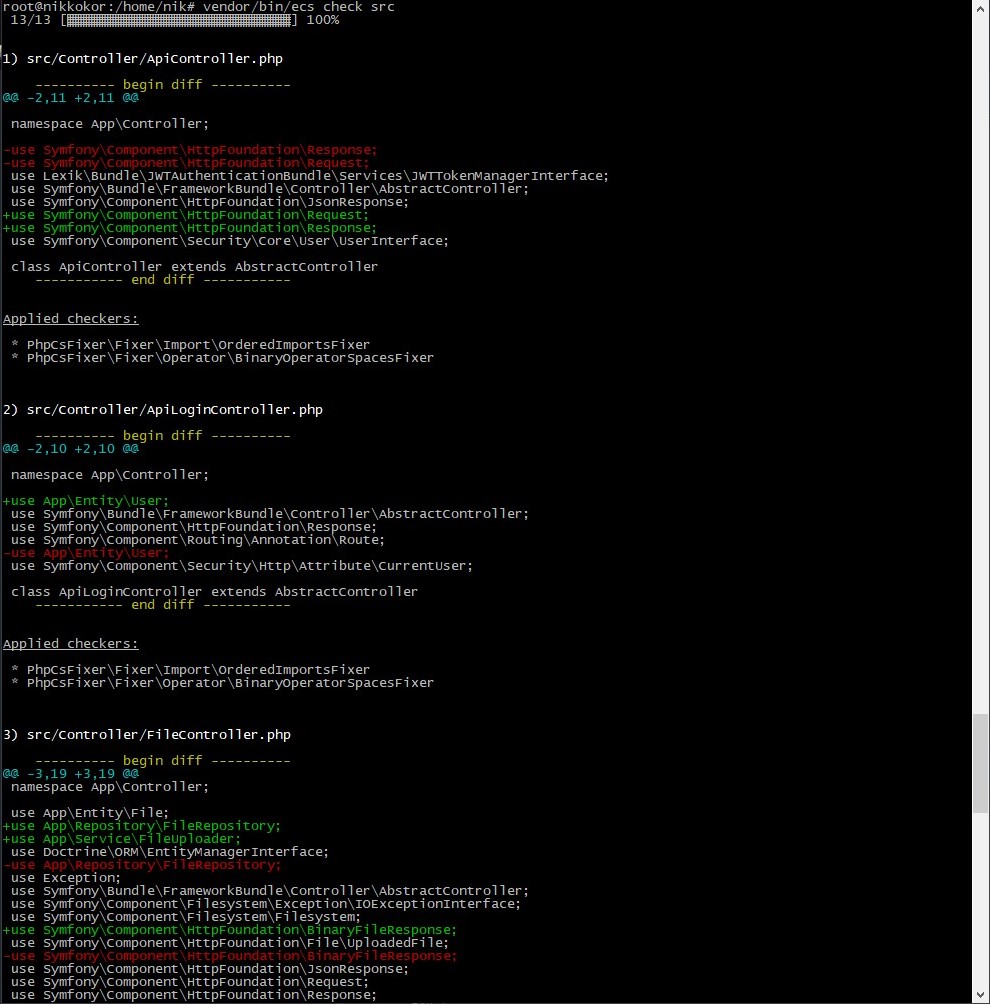 root@nikkokor:/home/nik# vendor/bin/ecs check src
 13/13 [▓▓▓▓▓▓▓▓▓▓▓▓▓▓▓▓▓▓▓▓▓▓▓▓▓▓▓▓] 100%
1) src/Controller/ApiController.php
    ---------- begin diff ----------
@@ -2,11 +2,11 @@
 namespace App\Controller;
-use Symfony\Component\HttpFoundation\Response;
-use Symfony\Component\HttpFoundation\Request;
 use Lexik\Bundle\JWTAuthenticationBundle\Services\JWTTokenManagerInterface;
 use Symfony\Bundle\FrameworkBundle\Controller\AbstractController;
 use Symfony\Component\HttpFoundation\JsonResponse;
+use Symfony\Component\HttpFoundation\Request;
+use Symfony\Component\HttpFoundation\Response;
 use Symfony\Component\Security\Core\User\UserInterface;
 class ApiController extends AbstractController
    ----------- end diff -----------
Applied checkers:
 * PhpCsFixer\Fixer\Import\OrderedImportsFixer
 * PhpCsFixer\Fixer\Operator\BinaryOperatorSpacesFixer
2) src/Controller/ApiLoginController.php
    ---------- begin diff ----------
@@ -2,10 +2,10 @@
 namespace App\Controller;
+use App\Entity\User;
 use Symfony\Bundle\FrameworkBundle\Controller\AbstractController;
 use Symfony\Component\HttpFoundation\Response;
 use Symfony\Component\Routing\Annotation\Route;
-use App\Entity\User;
 use Symfony\Component\Security\Http\Attribute\CurrentUser;
 class ApiLoginController extends AbstractController
    ----------- end diff -----------
Applied checkers:
 * PhpCsFixer\Fixer\Import\OrderedImportsFixer
 * PhpCsFixer\Fixer\Operator\BinaryOperatorSpacesFixer
3) src/Controller/FileController.php
    ---------- begin diff ----------
@@ -3,19 +3,19 @@
 namespace App\Controller;
 use App\Entity\File;
+use App\Repository\FileRepository;
+use App\Service\FileUploader;
 use Doctrine\ORM\EntityManagerInterface;
-use App\Repository\FileRepository;
 use Exception;
 use Symfony\Bundle\FrameworkBundle\Controller\AbstractController;
 use Symfony\Component\Filesystem\Exception\IOExceptionInterface;
 use Symfony\Component\Filesystem\Filesystem;
+use Symfony\Component\HttpFoundation\BinaryFileResponse;
 use Symfony\Component\HttpFoundation\File\UploadedFile;
-use Symfony\Component\HttpFoundation\BinaryFileResponse;
 use Symfony\Component\HttpFoundation\JsonResponse;
 use Symfony\Component\HttpFoundation\Request;
 use Symfony\Component\HttpFoundation\Response;